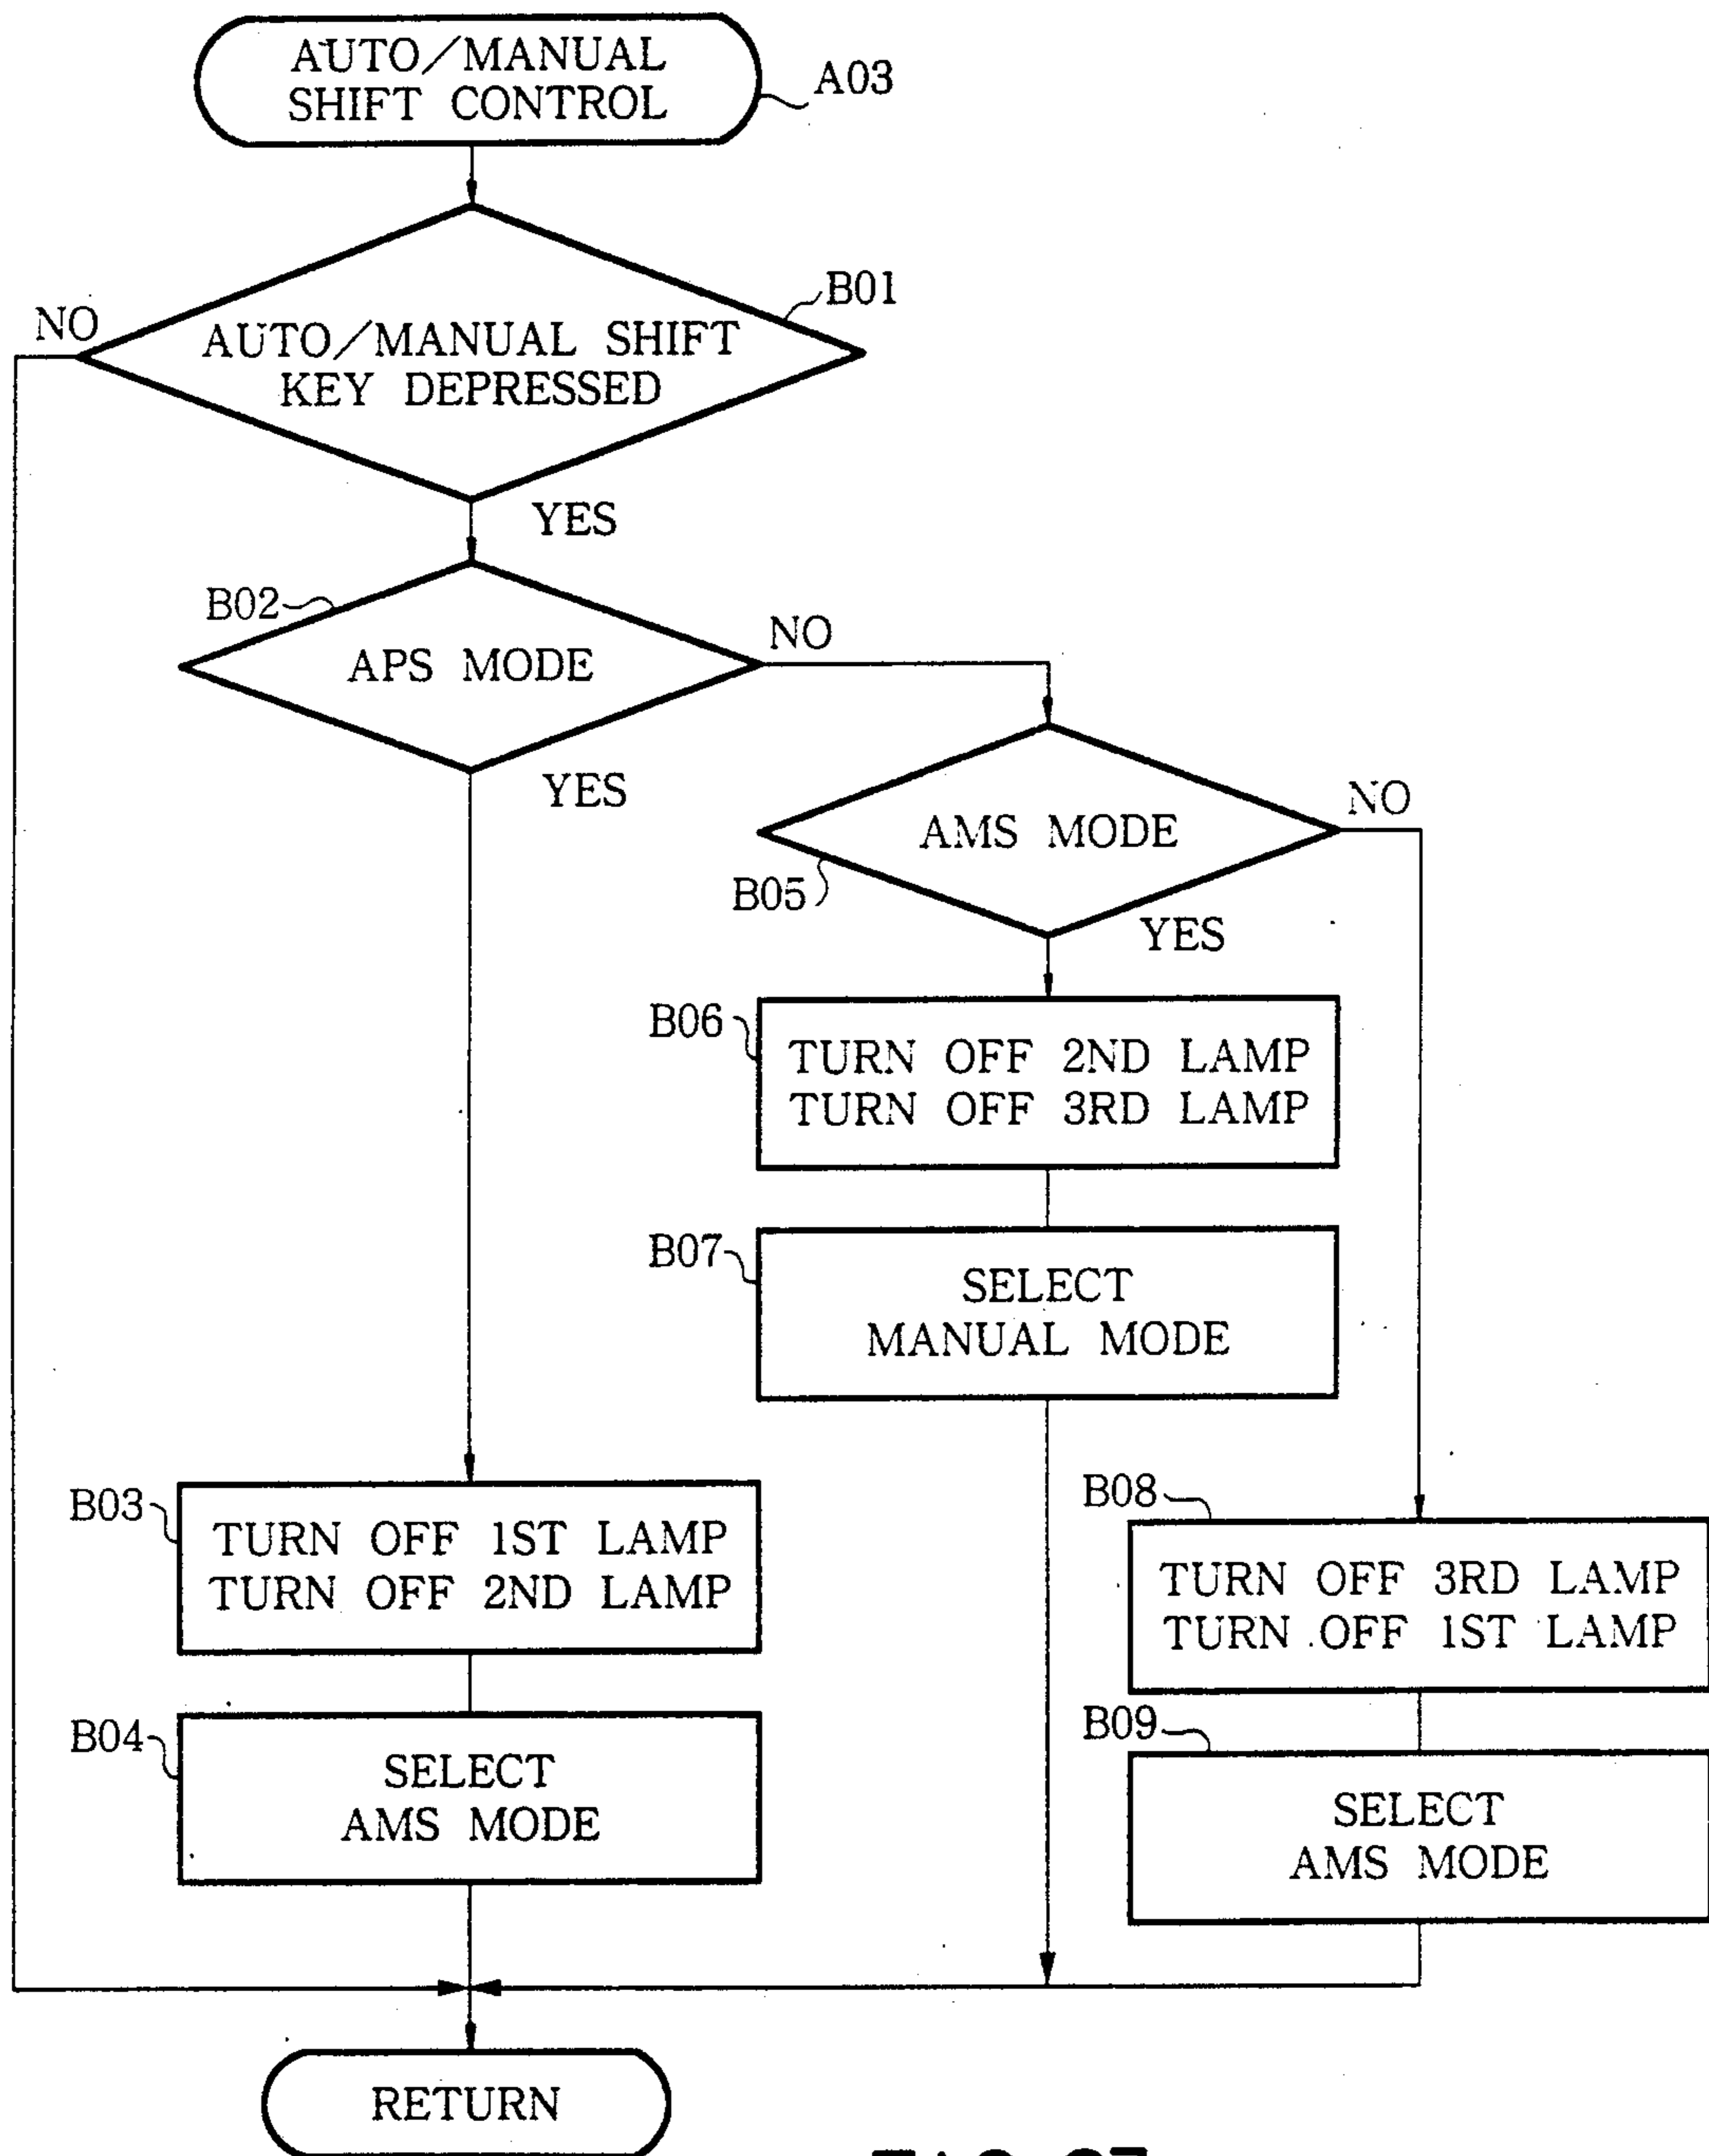 AUTO/MANUAL
SHIFT CONTROL
A03
B01
NO
AUTO/MANUAL SHIFT
KEY DEPRESSED
YES
B02
NO
APS MODE
YES
NO
AMS MODE
B05
YES
B06
TURN OFF 2ND LAMP
TURN OFF 3RD LAMP
B07
SELECT
MANUAL MODE
B03
TURN OFF 1ST LAMP
TURN OFF 2ND LAMP
B08
TURN OFF 3RD LAMP
TURN OFF 1ST LAMP
B04
SELECT
AMS MODE
B09
SELECT
AMS MODE
RETURN